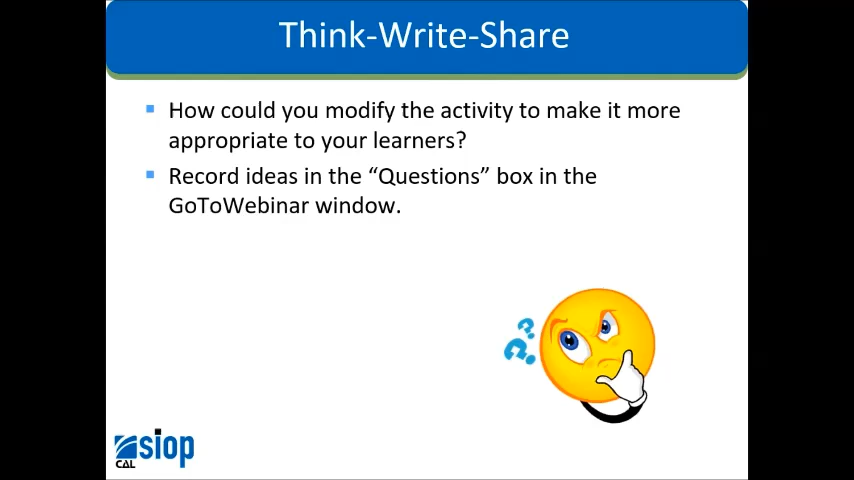 Think-Write-Share
How could you modify the activity to make it more
appropriate to your learners?
Record ideas in the “Questions” box in the
GoToWebinar window.
???
siop
CAL